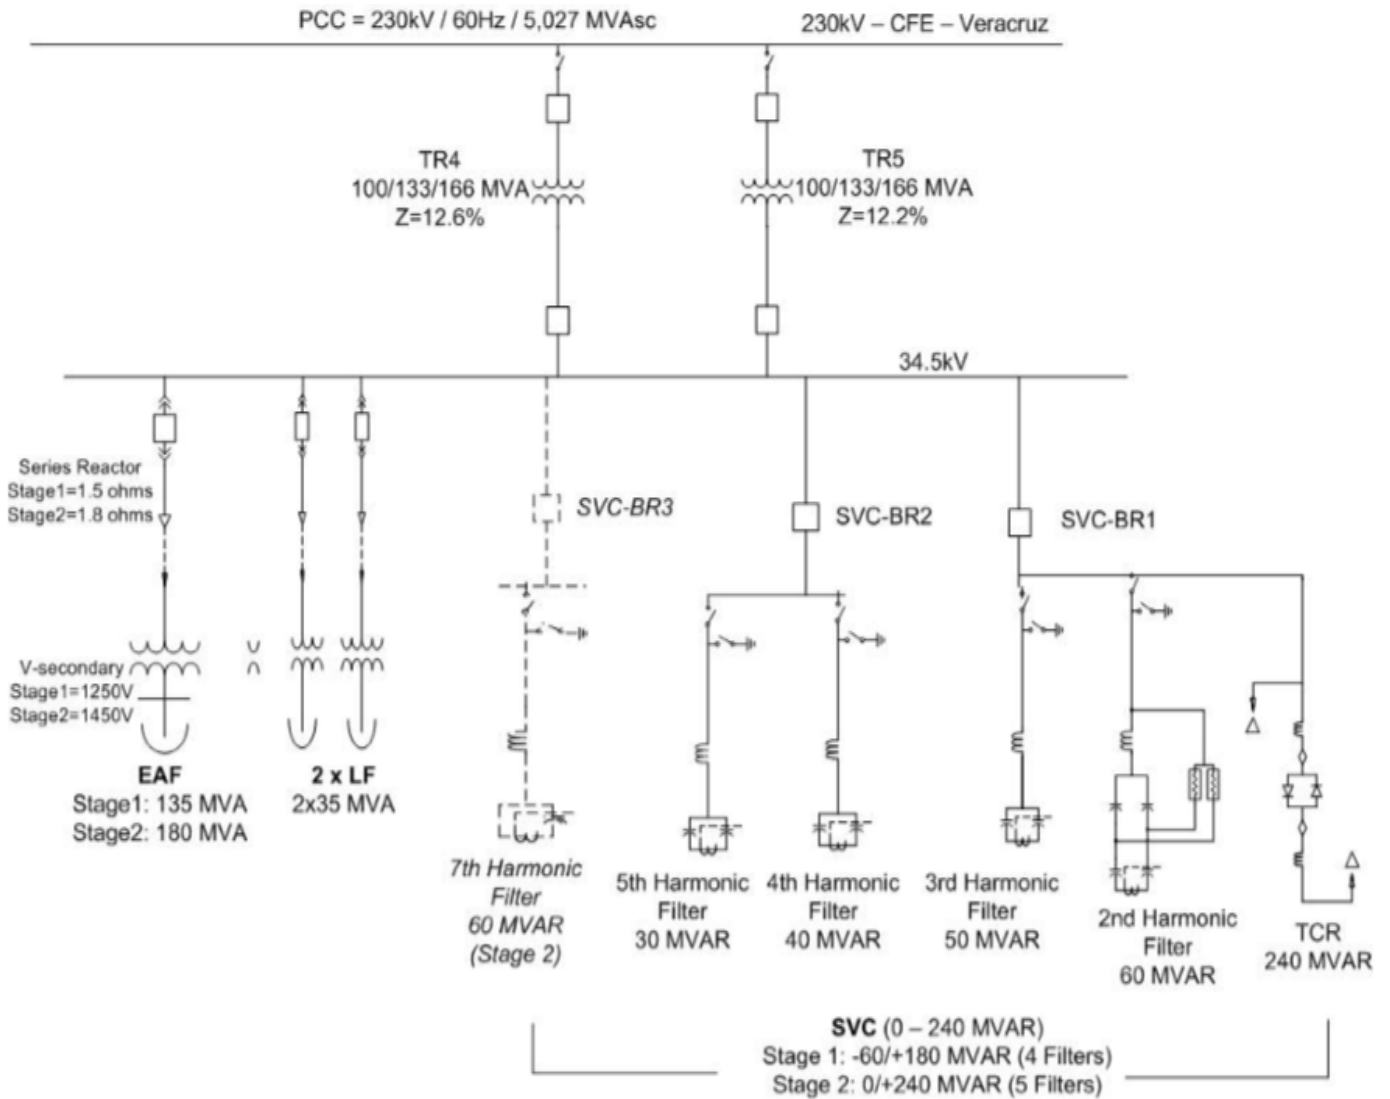 PCC = 230kV / 60Hz / 5,027 MVAsc
230kV – CFE – Veracruz
TR4
100/133/166 MVA
Z=12.6%
TR5
100/133/166 MVA
Z=12.2%
34.5kV
Series Reactor
Stage1=1.5 ohms
Stage2=1.8 ohms
SVC-BR3
SVC-BR2
SVC-BR1
V-secondary
Stage1=1250V
Stage2=1450V
EAF
Stage1: 135 MVA
Stage2: 180 MVA
2 x LF
2x35 MVA
7th Harmonic
Filter
60 MVAR
(Stage 2)
5th Harmonic
Filter
30 MVAR
4th Harmonic
Filter
40 MVAR
3rd Harmonic
Filter
50 MVAR
2nd Harmonic
Filter
60 MVAR
TCR
240 MVAR
SVC (0 – 240 MVAR)
Stage 1: -60/+180 MVAR (4 Filters)
Stage 2: 0/+240 MVAR (5 Filters)